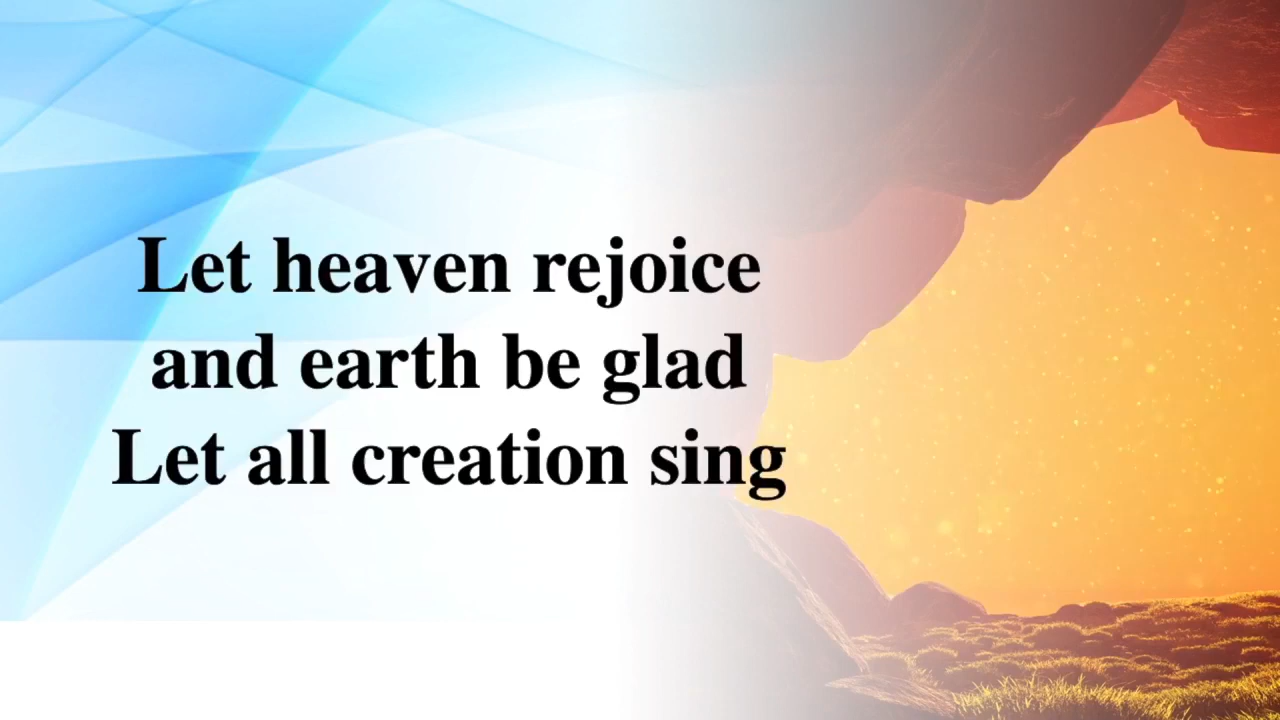 Let heaven rejoice
and earth be glad
Let all creation sing